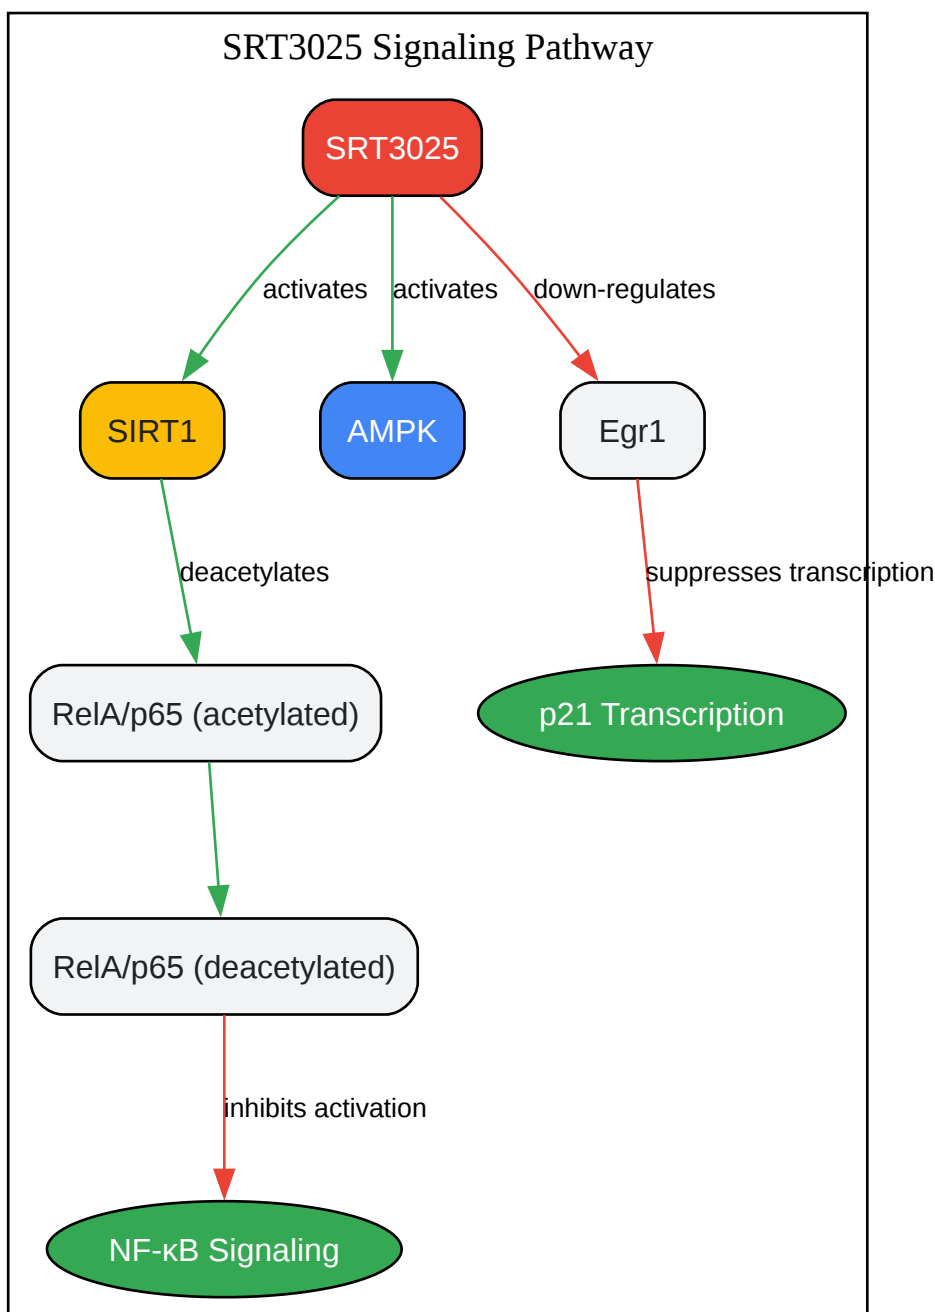 SRT3025 Signaling Pathway
SRT3025
activates
activates
down-regulates
SIRT1
AMPK
Egr1
deacetylates
suppresses transcription
RelA/p65 (acetylated)
p21 Transcription
RelA/p65 (deacetylated)
inhibits activation
NF-κB Signaling